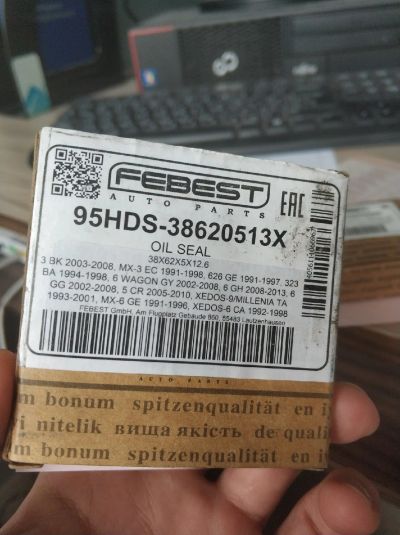 FEBEST
AUTO PARTS
EAC
95HDS-38620513X
OIL SEAL
38X62X5X12.6
3 BK 2003-2008, MX-3 EC 1991-1998, 626 GE 1991-1997, 323
BA 1994-1998, 6 WAGON GY 2002-2008, 6 GH 2008-2013, 6
GG 2002-2008, 5 CR 2005-2010, XEDOS-9/MILLENIA TA
1993-2001, MX-6 GE 1991-1996, XEDOS-6 CA 1992-1998
FEBEST GmbH, Am Flugplatz Gebäude 850, 55483 Lautzenhausen
AUTO PARTS
m bonum spitzenqualität en
nitelik вища якість de quali
m bonum spitzenqualität en
FUJITSU